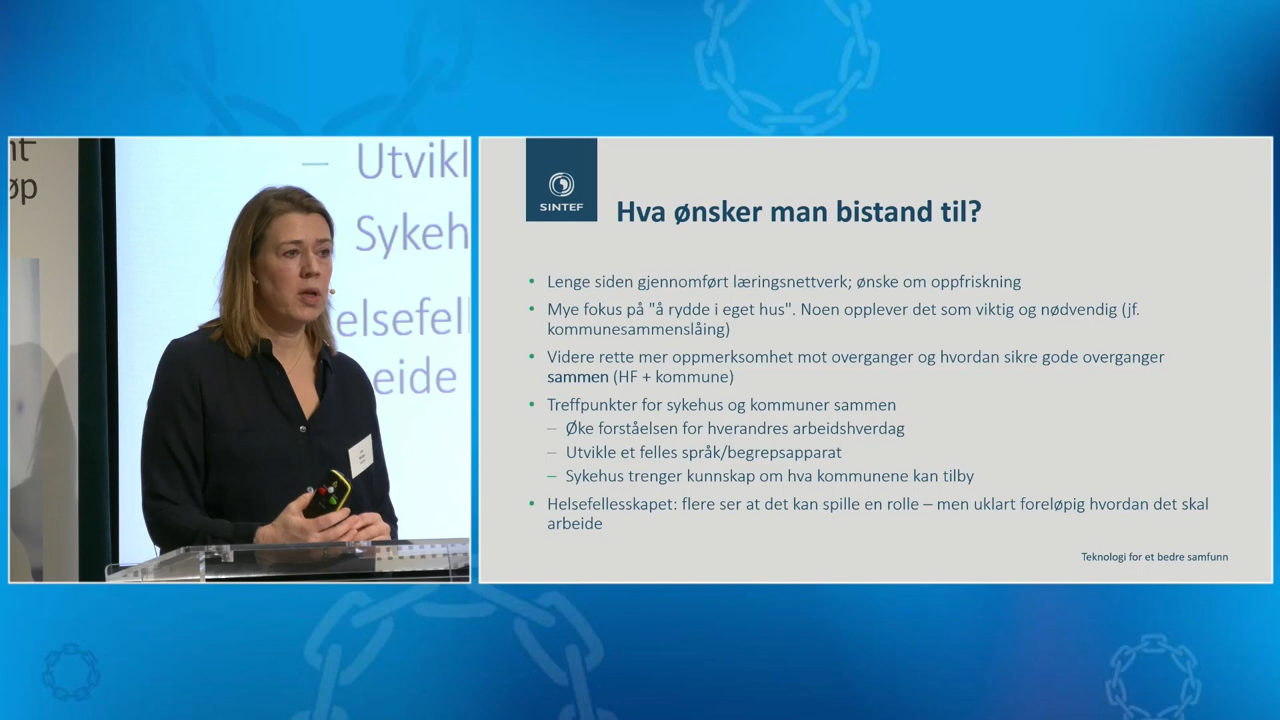 nt
øp
– Utvikl
Sykeh
elsefell
eide
SINTEF
Hva ønsker man bistand til?
• Lenge siden gjennomført læringsnettverk; ønske om oppfriskning
• Mye fokus på "å rydde i eget hus". Noen opplever det som viktig og nødvendig (jf.
kommunesammenslåing)
• Videre rette mer oppmerksomhet mot overganger og hvordan sikre gode overganger
sammen (HF + kommune)
• Treffpunkter for sykehus og kommuner sammen
– Øke forståelsen for hverandres arbeidshverdag
– Utvikle et felles språk/begrepsapparat
– Sykehus trenger kunnskap om hva kommunene kan tilby
• Helsefellesskapet: flere ser at det kan spille en rolle – men uklart foreløpig hvordan det skal
arbeide
Teknologi for et bedre samfunn